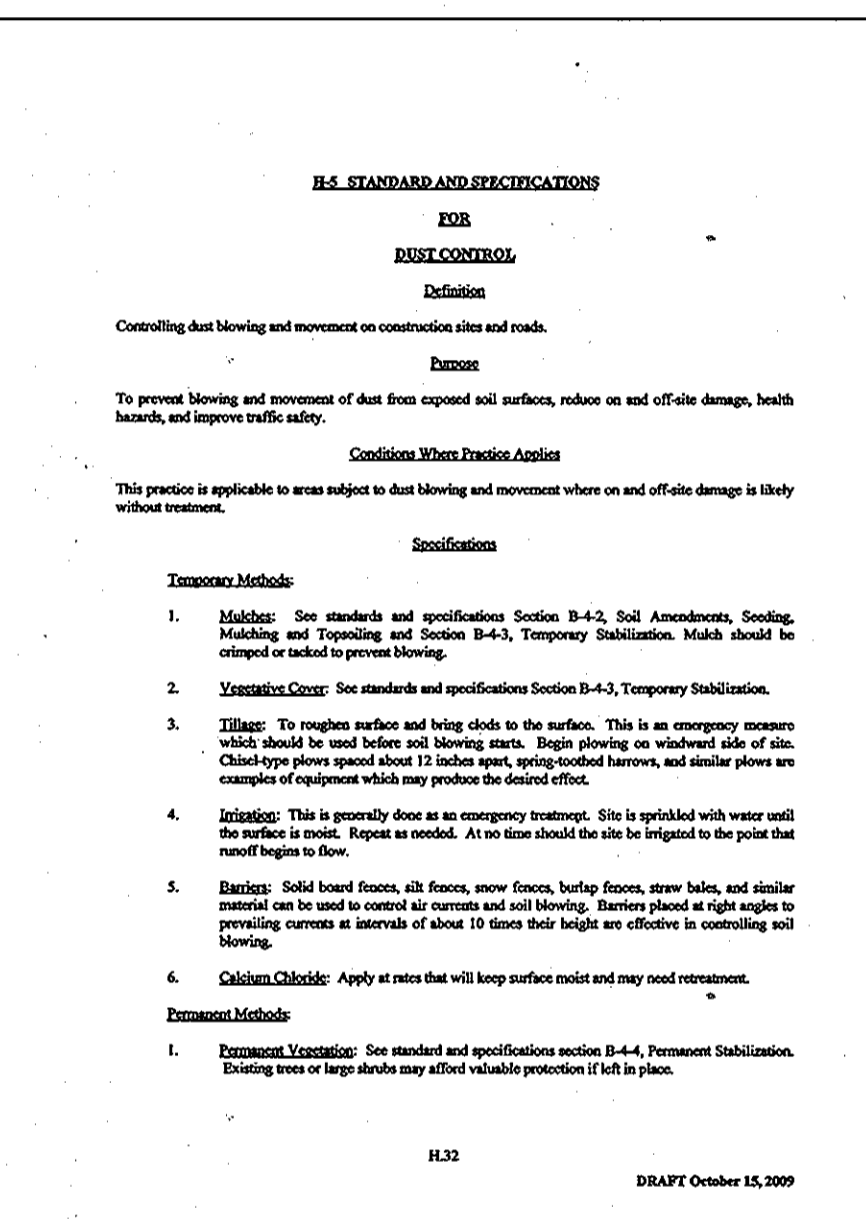 H-5 STANDARD AND SPECIFICATIONS
FOR
DUST CONTROL
Definition
Controlling dust blowing and movement on construction sites and roads.
Purpose
To prevent blowing and movement of dust from exposed soil surfaces, reduce on and off-site damage, health
hazards, and improve traffic safety.
Conditions Where Practice Applies
This practice is applicable to areas subject to dust blowing and movement where on and off-site damage is likely
without treatment.
Specifications
Temporary Methods:
1. Mulches: See standards and specifications Section B-4-2, Soil Amendments, Seeding,
Mulching and Topsoiling and Section B-4-3, Temporary Stabilization. Mulch should be
crimped or tacked to prevent blowing.
2. Vegetative Cover: See standards and specifications Section B-4-3, Temporary Stabilization.
3. Tillage: To roughen surface and bring clods to the surface. This is an emergency measure
which should be used before soil blowing starts. Begin plowing on windward side of site.
Chisel-type plows spaced about 12 inches apart, spring-toothed harrows, and similar plows are
examples of equipment which may produce the desired effect.
4. Irrigation: This is generally done as an emergency treatment. Site is sprinkled with water until
the surface is moist. Repeat as needed. At no time should the site be irrigated to the point that
runoff begins to flow.
5. Barriers: Solid board fences, silt fences, snow fences, burlap fences, straw bales, and similar
material can be used to control air currents and soil blowing. Barriers placed at right angles to
prevailing currents at intervals of about 10 times their height are effective in controlling soil
blowing.
6. Calcium Chloride: Apply at rates that will keep surface moist and may need retreatment.
Permanent Methods:
1. Permanent Vegetation: See standard and specifications section B-4-4, Permanent Stabilization.
Existing trees or large shrubs may afford valuable protection if left in place.
H.32
DRAFT October 15, 2009